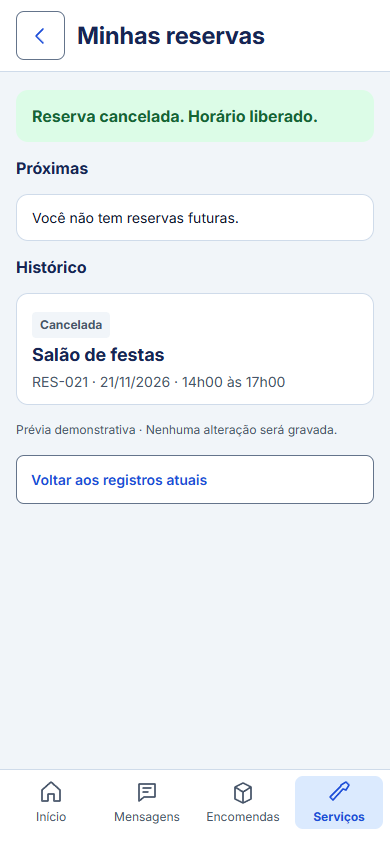 Minhas reservas
Reserva cancelada. Horário liberado.
Próximas
Você não tem reservas futuras.
Histórico
Cancelada
Salão de festas
RES-021 · 21/11/2026 · 14h00 às 17h00
Prévia demonstrativa · Nenhuma alteração será gravada.
Voltar aos registros atuais
Início
Mensagens
Encomendas
Serviços